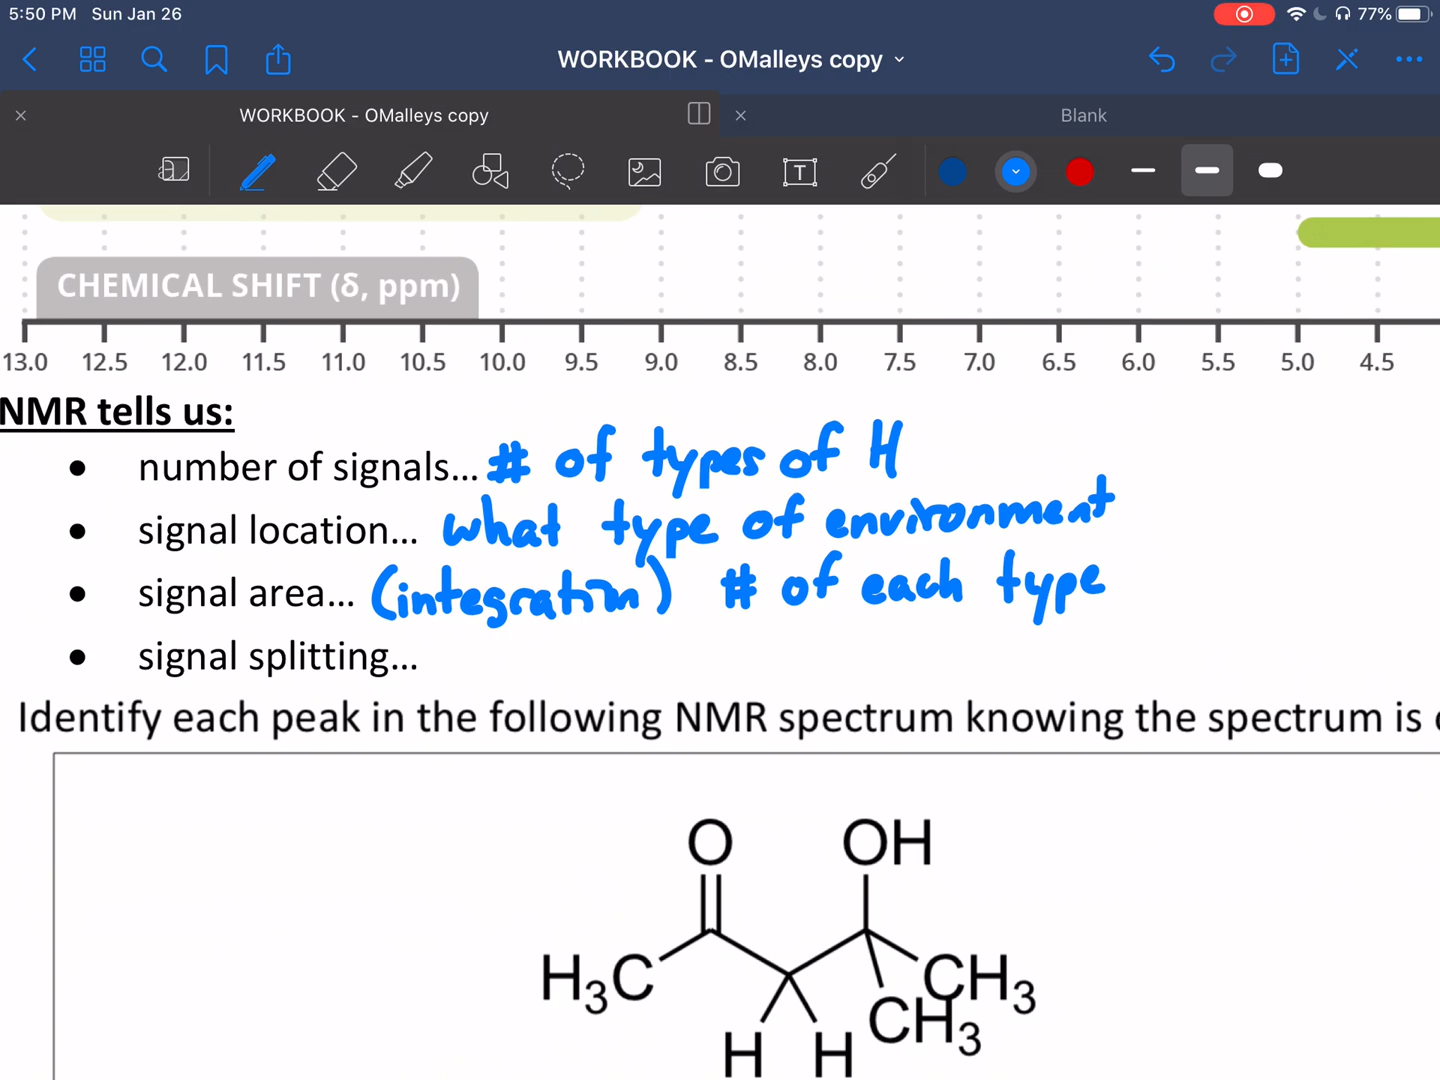 5:50 PM Sun Jan 26
77%
WORKBOOK - OMalleys copy
WORKBOOK - OMalleys copy
Blank
T
CHEMICAL SHIFT (δ, ppm)
13.0 12.5 12.0 11.5 11.0 10.5 10.0 9.5 9.0 8.5 8.0 7.5 7.0 6.5 6.0 5.5 5.0 4.5
NMR tells us:
• number of signals... # of types of H
• signal location... what type of environment
• signal area... (integration) # of each type
• signal splitting...
Identify each peak in the following NMR spectrum knowing the spectrum is
O OH
H₃C CH₃
CH₃
H H